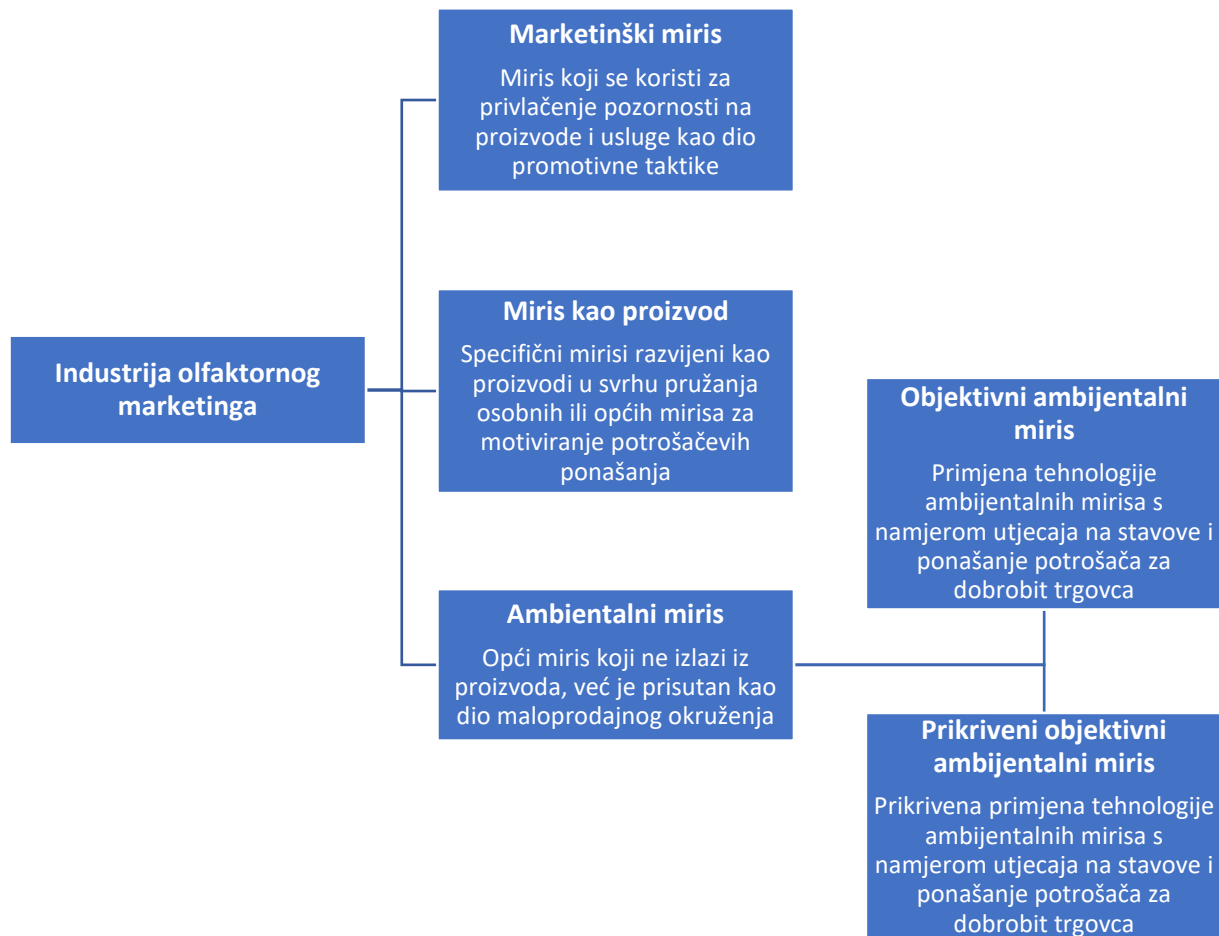 Marketinški miris
Miris koji se koristi za
privlačenje pozornosti na
proizvode i usluge kao dio
promotivne taktike
Industrija olfaktornog
marketinga
Miris kao proizvod
Specifični mirisi razvijeni kao
proizvodi u svrhu pružanja
osobnih ili općih mirisa za
motiviranje potrošačevih
ponašanja
Ambientalni miris
Opći miris koji ne izlazi iz
proizvoda, već je prisutan kao
dio maloprodajnog okruženja
Objektivni ambijentalni
miris
Primjena tehnologije
ambijentalnih mirisa s
namjerom utjecaja na stavove i
ponašanje potrošača za
dobrobit trgovca
Prikriveni objektivni
ambijentalni miris
Prikrivena primjena tehnologije
ambijentalnih mirisa s
namjerom utjecaja na stavove i
ponašanje potrošača za
dobrobit trgovca